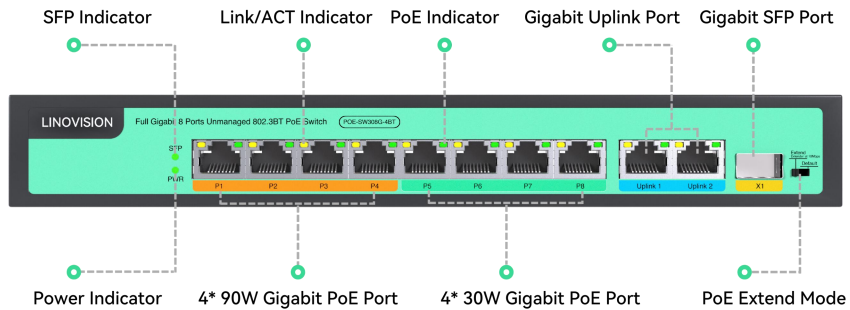 SFP Indicator Link/ACT Indicator PoE Indicator Gigabit Uplink Port Gigabit SFP Port
LINOVISION Full Gigabit 8 Ports Unmanaged 802.3BT PoE Switch POE-SW308G-4BT
SFP
PWR
Extend
Default
P1 P2 P3 P4 P5 P6 P7 P8 Uplink 1 Uplink 2 X1
Power Indicator 4* 90W Gigabit PoE Port 4* 30W Gigabit PoE Port PoE Extend Mode